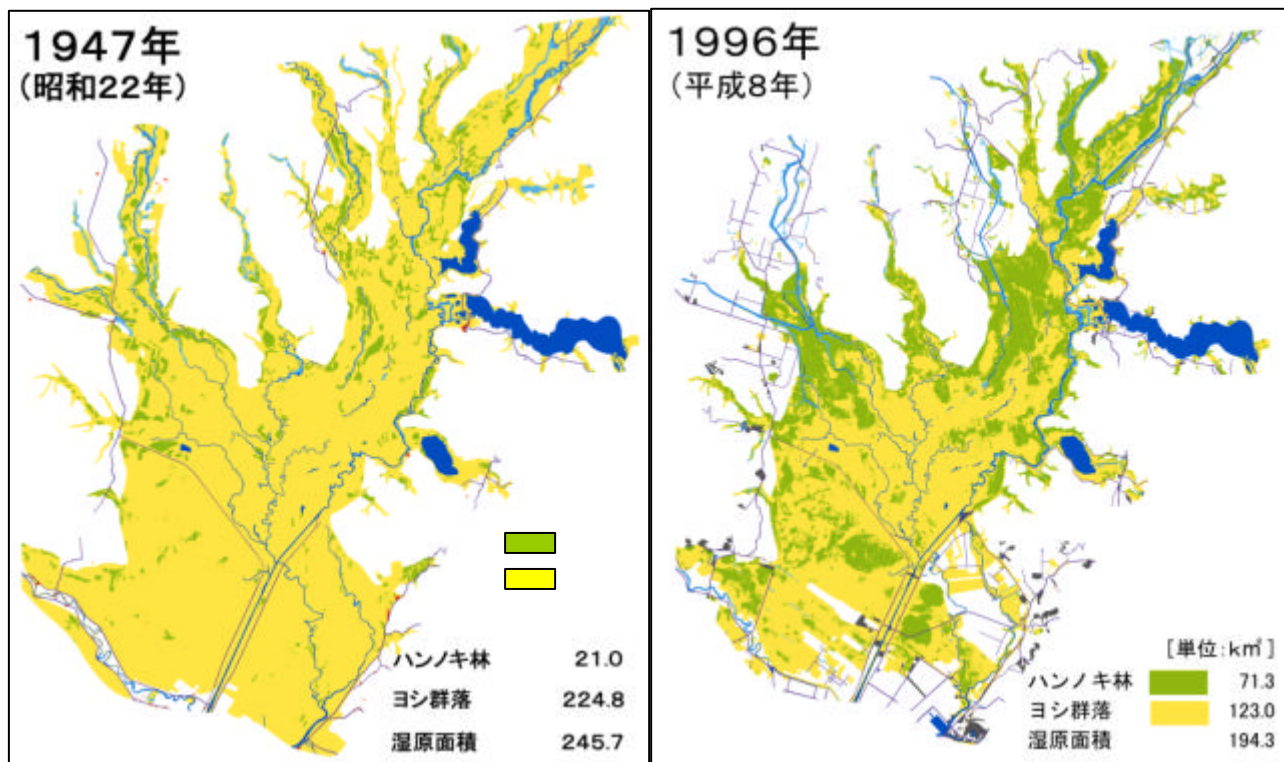 1947年
(昭和22年)
ハンノキ林 21.0
ヨシ群落 224.8
湿原面積 245.7
1996年
(平成8年)
[単位:km²]
ハンノキ林 71.3
ヨシ群落 123.0
湿原面積 194.3